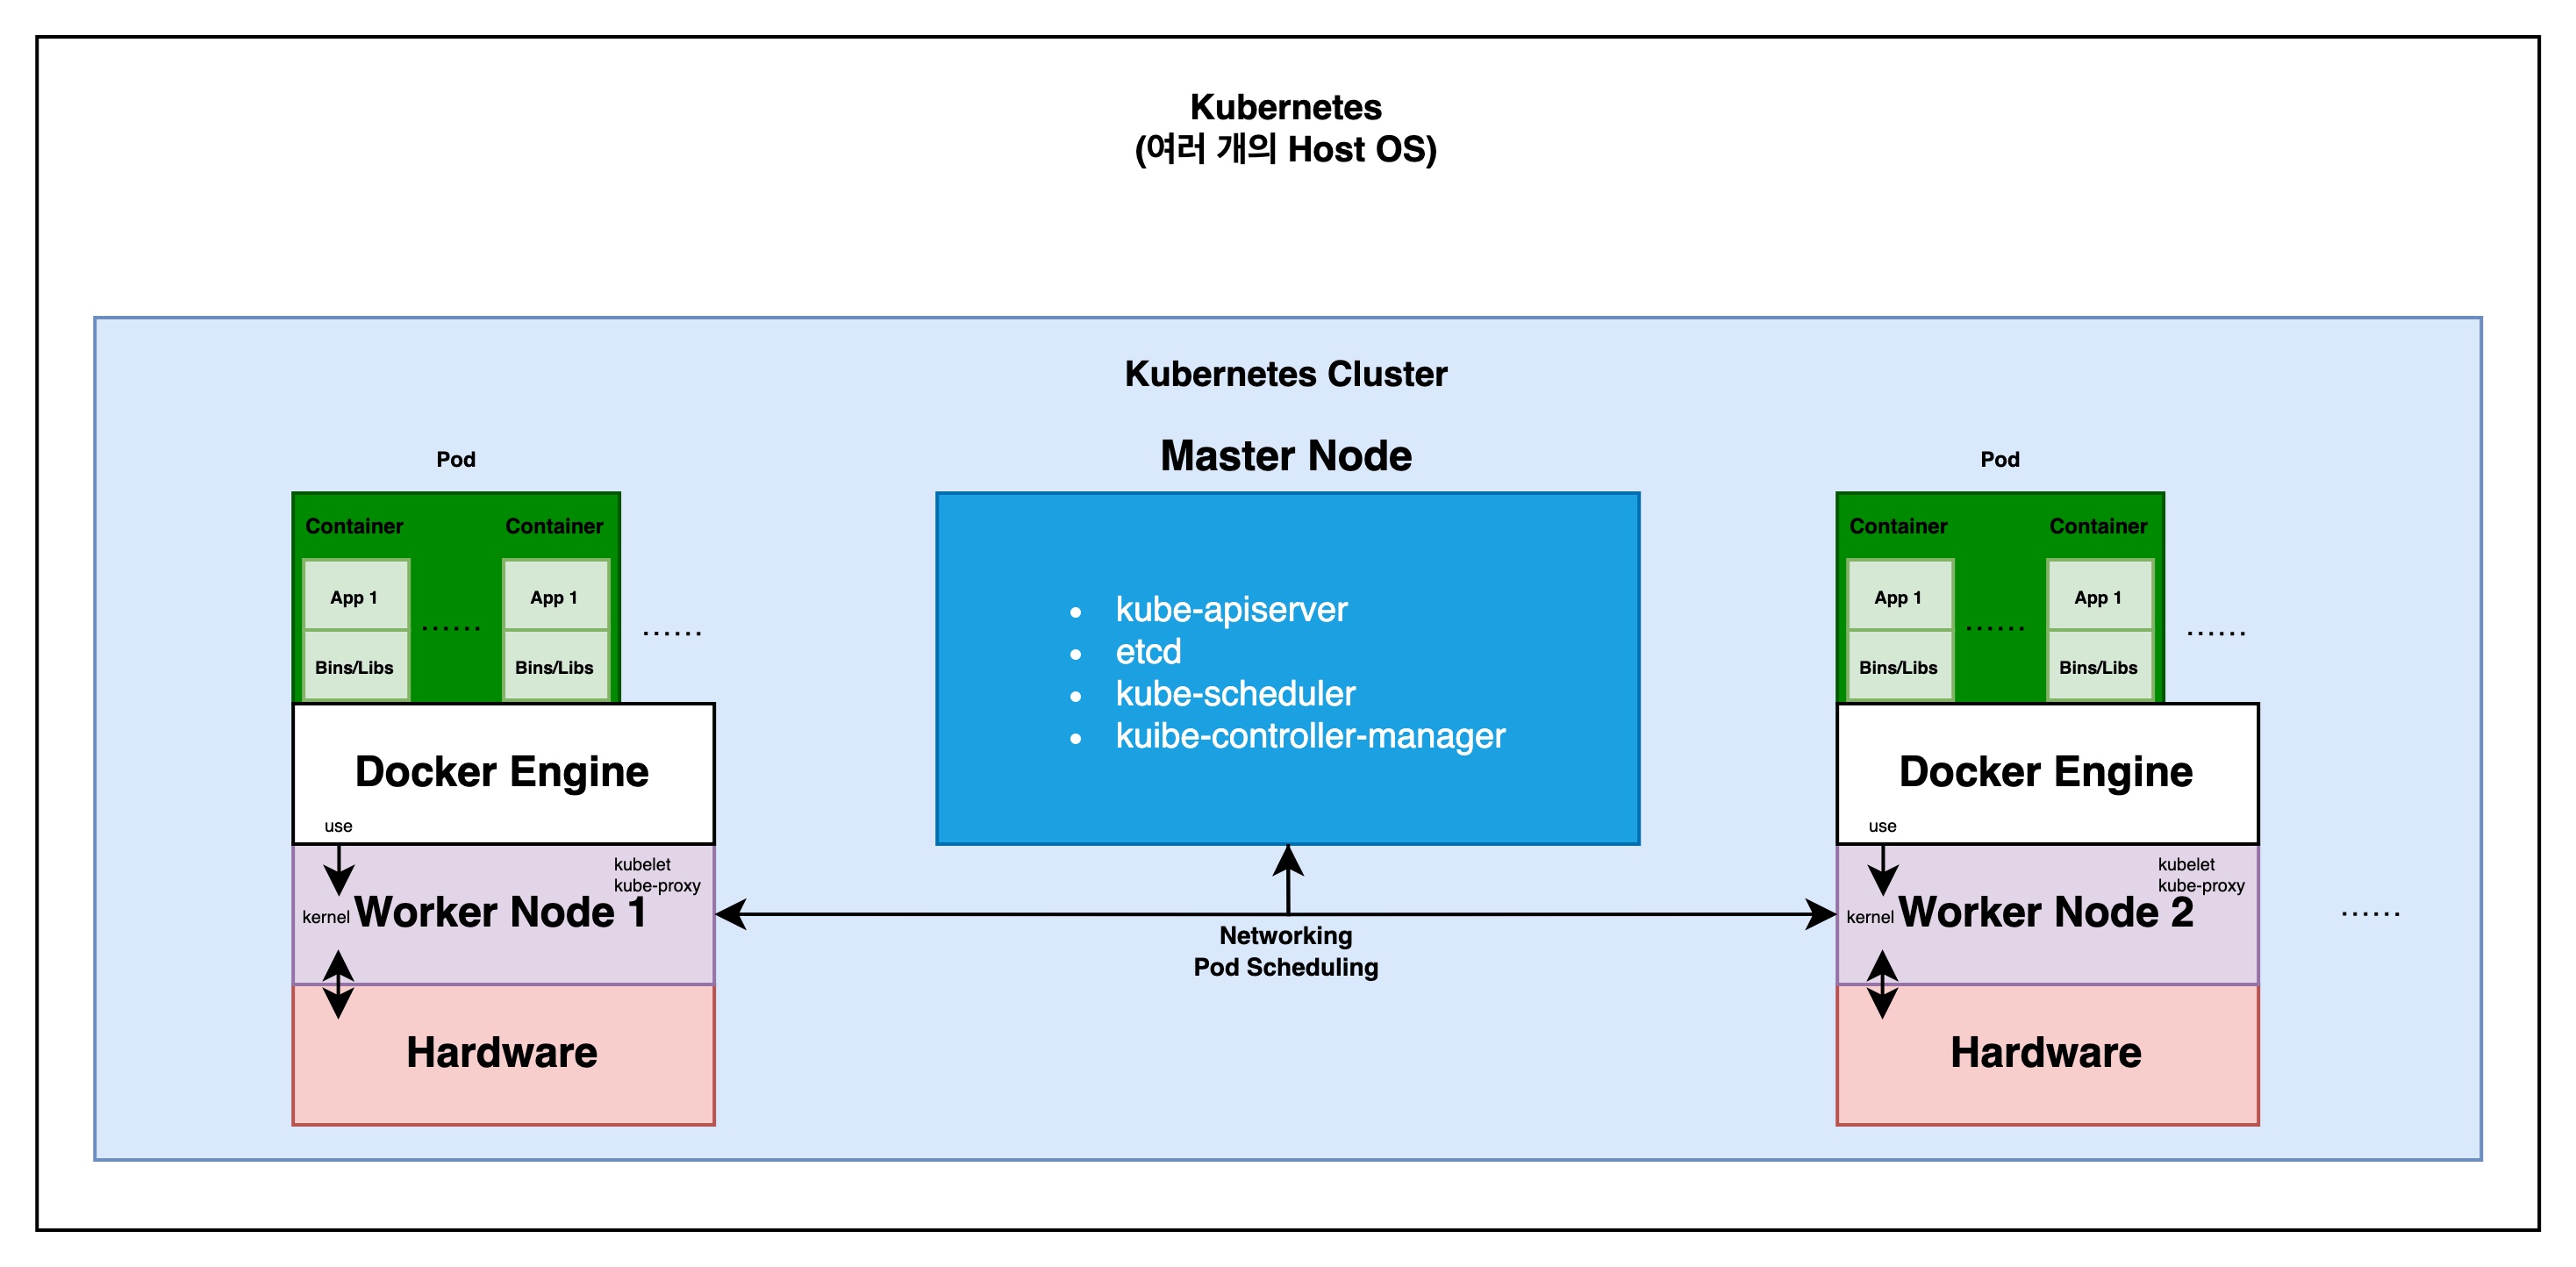 Kubernetes
(여러 개의 Host OS)
Kubernetes Cluster
Pod
Container
Container
App 1
Bins/Libs
......
App 1
Bins/Libs
......
Docker Engine
use
kubelet
kube-proxy
kernel
Worker Node 1
Hardware
Master Node
• kube-apiserver
• etcd
• kube-scheduler
• kuibe-controller-manager
Networking
Pod Scheduling
Pod
Container
Container
App 1
Bins/Libs
......
App 1
Bins/Libs
......
Docker Engine
use
kubelet
kube-proxy
kernel
Worker Node 2
Hardware
......